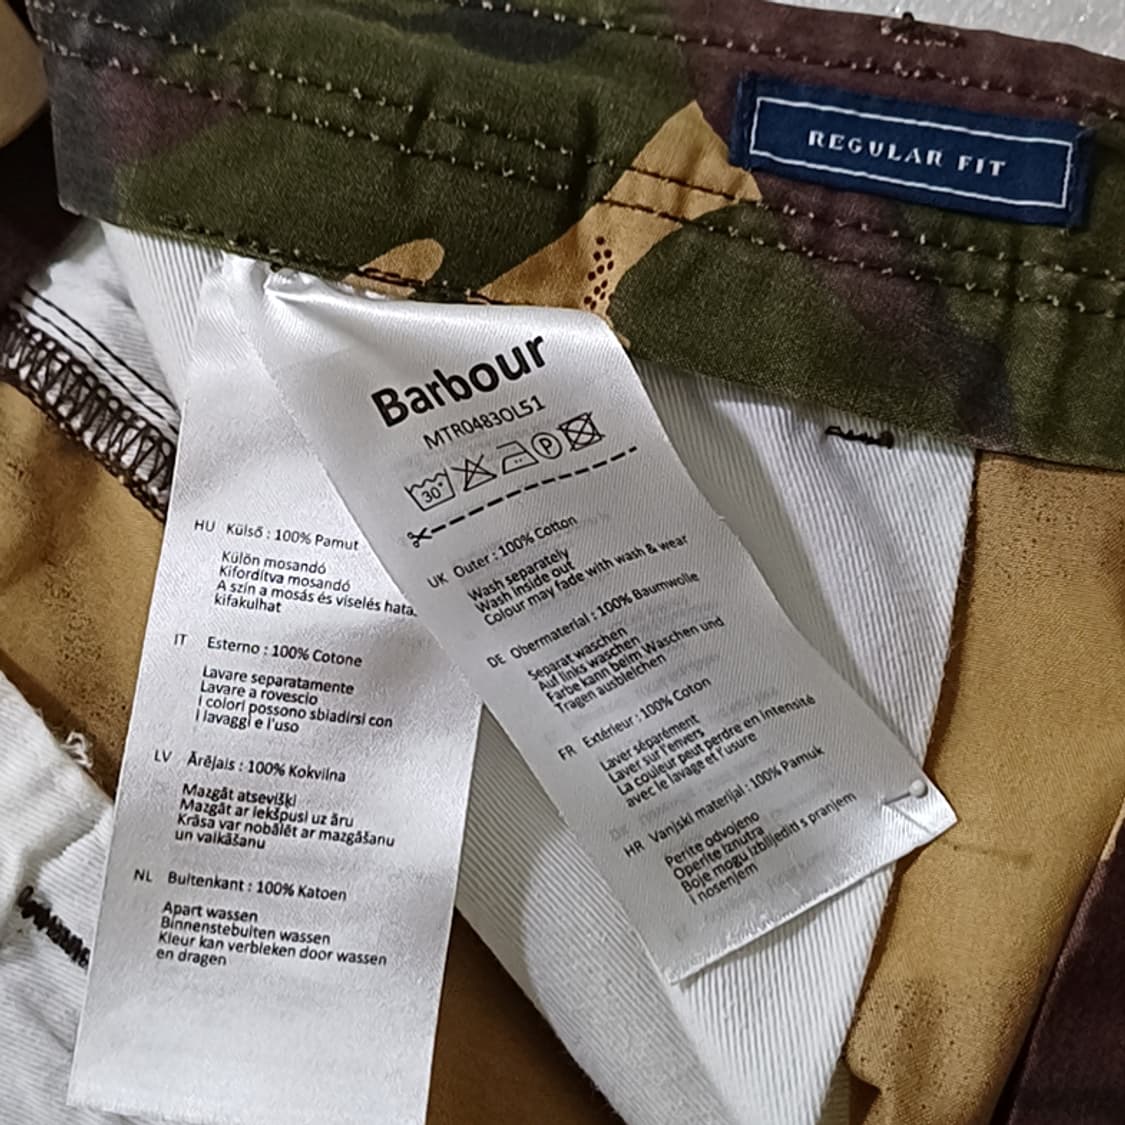 REGULAR FIT
Barbour
MTR0483OL51
30°
P
UK Outer : 100% Cotton
Wash separately
Wash inside out
Colour may fade with wash & wear
DE Obermaterial : 100% Baumwolle
Separat waschen
Auf links waschen
Farbe kann beim Waschen und
Tragen ausbleichen
FR Extérieur : 100% Coton
Laver séparément
Laver sur l'envers
La couleur peut perdre en intensité
avec le lavage et l'usure
HR Vanjski materijal : 100% Pamuk
Perite odvojeno
Operite iznutra
Boje mogu izblijediti s pranjem
i nosenjem
HU Külső : 100% Pamut
Külön mosandó
Kifordítva mosandó
A szín a mosás és viselés hata
kifakulhat
IT Esterno : 100% Cotone
Lavare separatamente
Lavare a rovescio
I colori possono sbiadirsi con
i lavaggi e l'uso
LV Ārējais : 100% Kokvilna
Mazgāt atsevišķi
Mazgāt ar iekšpusi uz āru
Krāsa var nobālēt ar mazgāšanu
un valkāšanu
NL Buitenkant : 100% Katoen
Apart wassen
Binnenstebuiten wassen
Kleur kan verbleken door wassen
en dragen